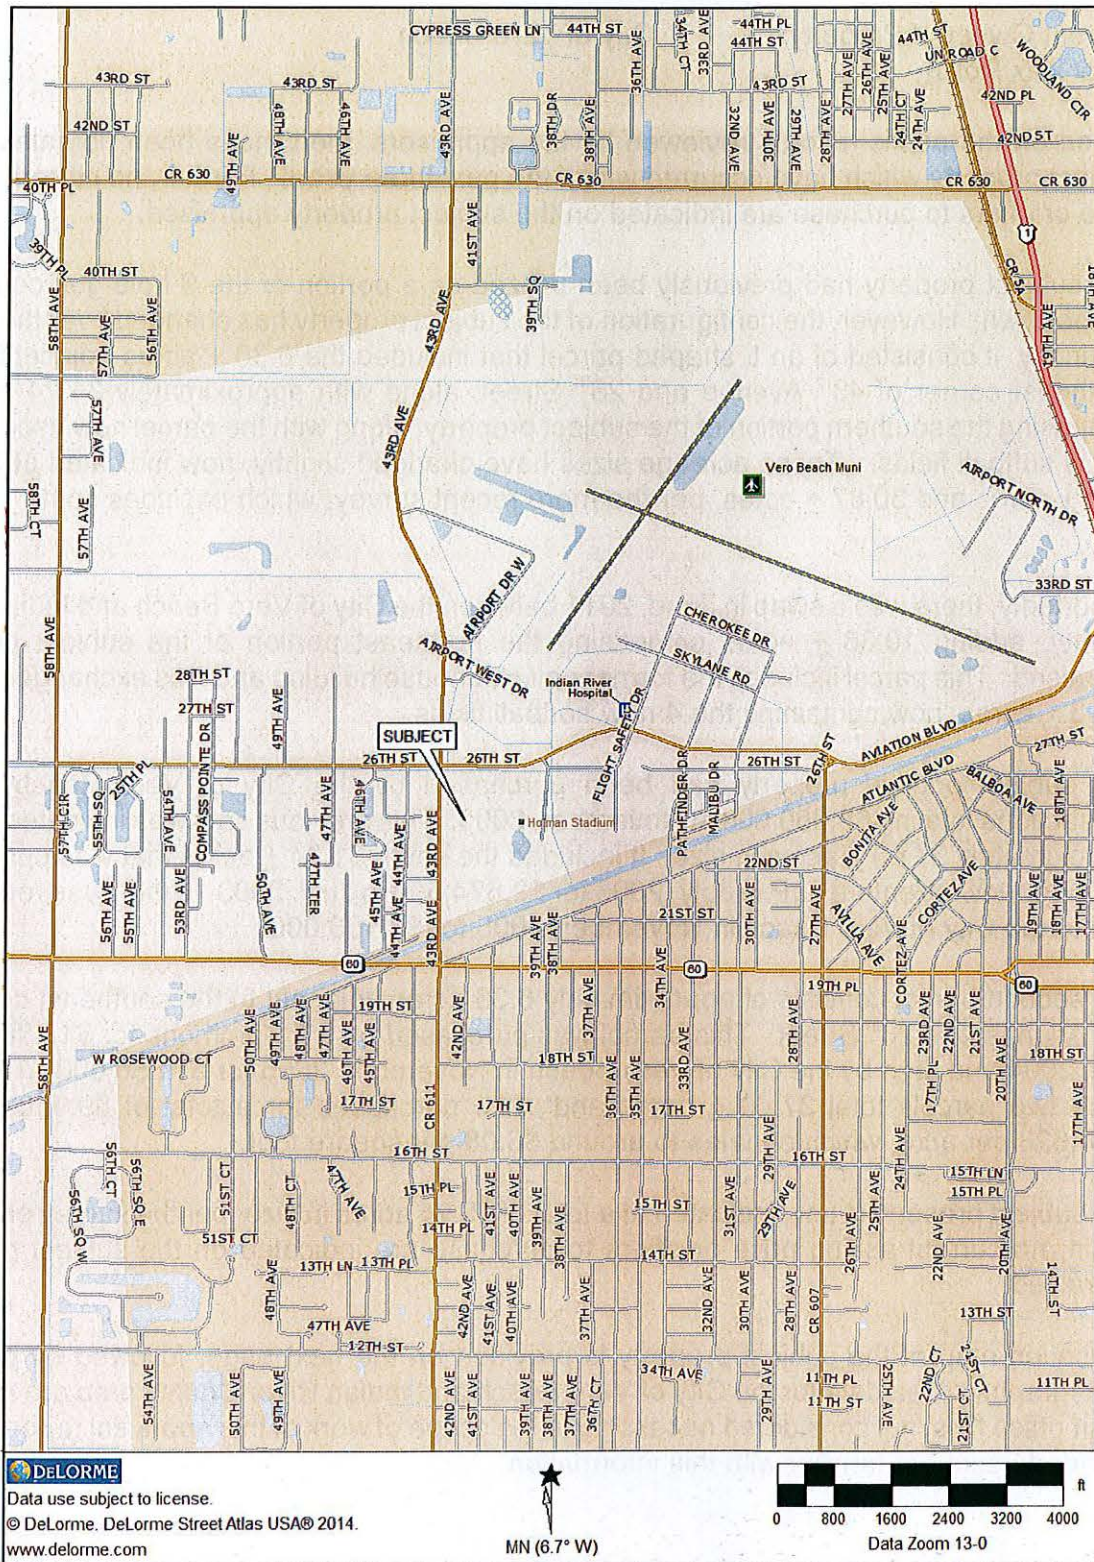 CYPRESS GREEN LN
44TH ST
36TH AVE
34TH CT
33RD AVE
44TH PL
44TH ST
44TH ST
UN ROAD C
WOODLAND CIR
43RD ST
43RD ST
43RD ST
42ND ST
48TH AVE
46TH AVE
49TH AVE
43RD AVE
38TH DR
38TH AVE
32ND AVE
30TH AVE
29TH AVE
28TH AVE
27TH AVE
26TH AVE
25TH AVE
24TH CT
24TH AVE
42ND PL
42ND ST
40TH PL
CR 630
CR 630
CR 630
CR 630
39TH PL
40TH ST
58TH AVE
57TH AVE
56TH AVE
41ST AVE
39TH SQ
43RD AVE
1
CR 5A
18TH AVE
19TH AVE
57TH AVE
58TH CT
57TH AVE
43RD AVE
Vero Beach Muni
AIRPORT NORTH DR
33RD ST
58TH AVE
AIRPORT DR W
AIRPORT WEST DR
CHEROKEE DR
SKYLANE RD
Indian River
Hospital
FLIGHT SAFETY DR
28TH ST
27TH ST
COMPASS POINTE DR
49TH AVE
SUBJECT
26TH ST
26TH ST
26TH ST
26TH ST
AVIATION BLVD
ATLANTIC BLVD
27TH ST
BALBOA AVE
18TH AVE
25TH PL
57TH CIR
55TH SQ
54TH AVE
47TH AVE
46TH AVE
PATHFINDER DR
MALIBU DR
Holman Stadium
BONITA AVE
22ND ST
56TH AVE
55TH AVE
53RD AVE
50TH AVE
47TH TER
45TH AVE
44TH AVE
44TH AVE
43RD AVE
43RD AVE
39TH AVE
38TH AVE
21ST ST
30TH AVE
27TH AVE
AVILIA AVE
CORTEZ AVE
CORTEZ AVE
19TH AVE
18TH AVE
17TH AVE
60
60
60
34TH AVE
19TH PL
19TH ST
42ND AVE
37TH AVE
28TH AVE
23RD AVE
22ND AVE
21ST AVE
20TH AVE
18TH ST
W ROSEWOOD CT
58TH AVE
50TH AVE
49TH AVE
48TH AVE
47TH AVE
46TH AVE
45TH AVE
17TH ST
CR 611
18TH ST
17TH ST
36TH AVE
35TH AVE
33RD AVE
17TH ST
17TH PL
17TH AVE
16TH ST
16TH ST
56TH CT
56TH SQ E
56TH SQ W
51ST CT
51ST CT
48TH CT
47TH AVE
15TH PL
14TH PL
41ST AVE
40TH AVE
39TH AVE
38TH AVE
15TH ST
31ST AVE
29TH AVE
29TH AVE
26TH AVE
25TH AVE
24TH AVE
15TH LN
15TH PL
22ND AVE
20TH AVE
14TH ST
14TH ST
13TH LN
13TH PL
48TH AVE
47TH AVE
12TH ST
42ND AVE
41ST AVE
40TH AVE
37TH AVE
32ND AVE
30TH AVE
28TH AVE
CR 607
13TH ST
54TH AVE
50TH AVE
49TH AVE
42ND AVE
41ST AVE
39TH AVE
38TH AVE
37TH AVE
36TH CT
34TH AVE
29TH AVE
11TH PL
11TH ST
25TH AVE
22ND CT
21ST CT
21ST CT
11TH PL
DELORME
Data use subject to license.
© DeLorme. DeLorme Street Atlas USA® 2014.
www.delorme.com
MN (6.7° W)
ft
0 800 1600 2400 3200 4000
Data Zoom 13-0